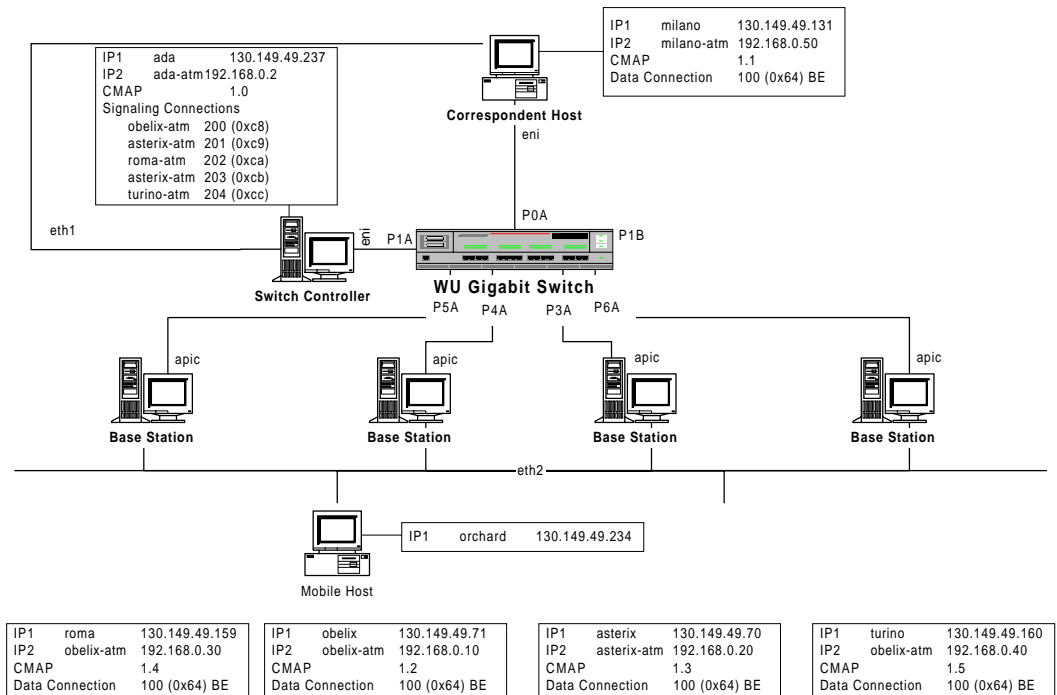 IP1 milano 130.149.49.131
IP2 milano-atm 192.168.0.50
CMAP 1.1
Data Connection 100 (0x64) BE
IP1 ada 130.149.49.237
IP2 ada-atm192.168.0.2
CMAP 1.0
Signaling Connections
obelix-atm 200 (0xc8)
asterix-atm 201 (0xc9)
roma-atm 202 (0xca)
asterix-atm 203 (0xcb)
turino-atm 204 (0xcc)
Correspondent Host
eni
eth1
eni
P0A
P1A
P1B
Switch Controller
WU Gigabit Switch
P5A P4A P3A P6A
apic apic apic apic
Base Station Base Station Base Station Base Station
eth2
IP1 orchard 130.149.49.234
Mobile Host
IP1 roma 130.149.49.159
IP2 obelix-atm 192.168.0.30
CMAP 1.4
Data Connection 100 (0x64) BE
IP1 obelix 130.149.49.71
IP2 obelix-atm 192.168.0.10
CMAP 1.2
Data Connection 100 (0x64) BE
IP1 asterix 130.149.49.70
IP2 asterix-atm 192.168.0.20
CMAP 1.3
Data Connection 100 (0x64) BE
IP1 turino 130.149.49.160
IP2 obelix-atm 192.168.0.40
CMAP 1.5
Data Connection 100 (0x64) BE